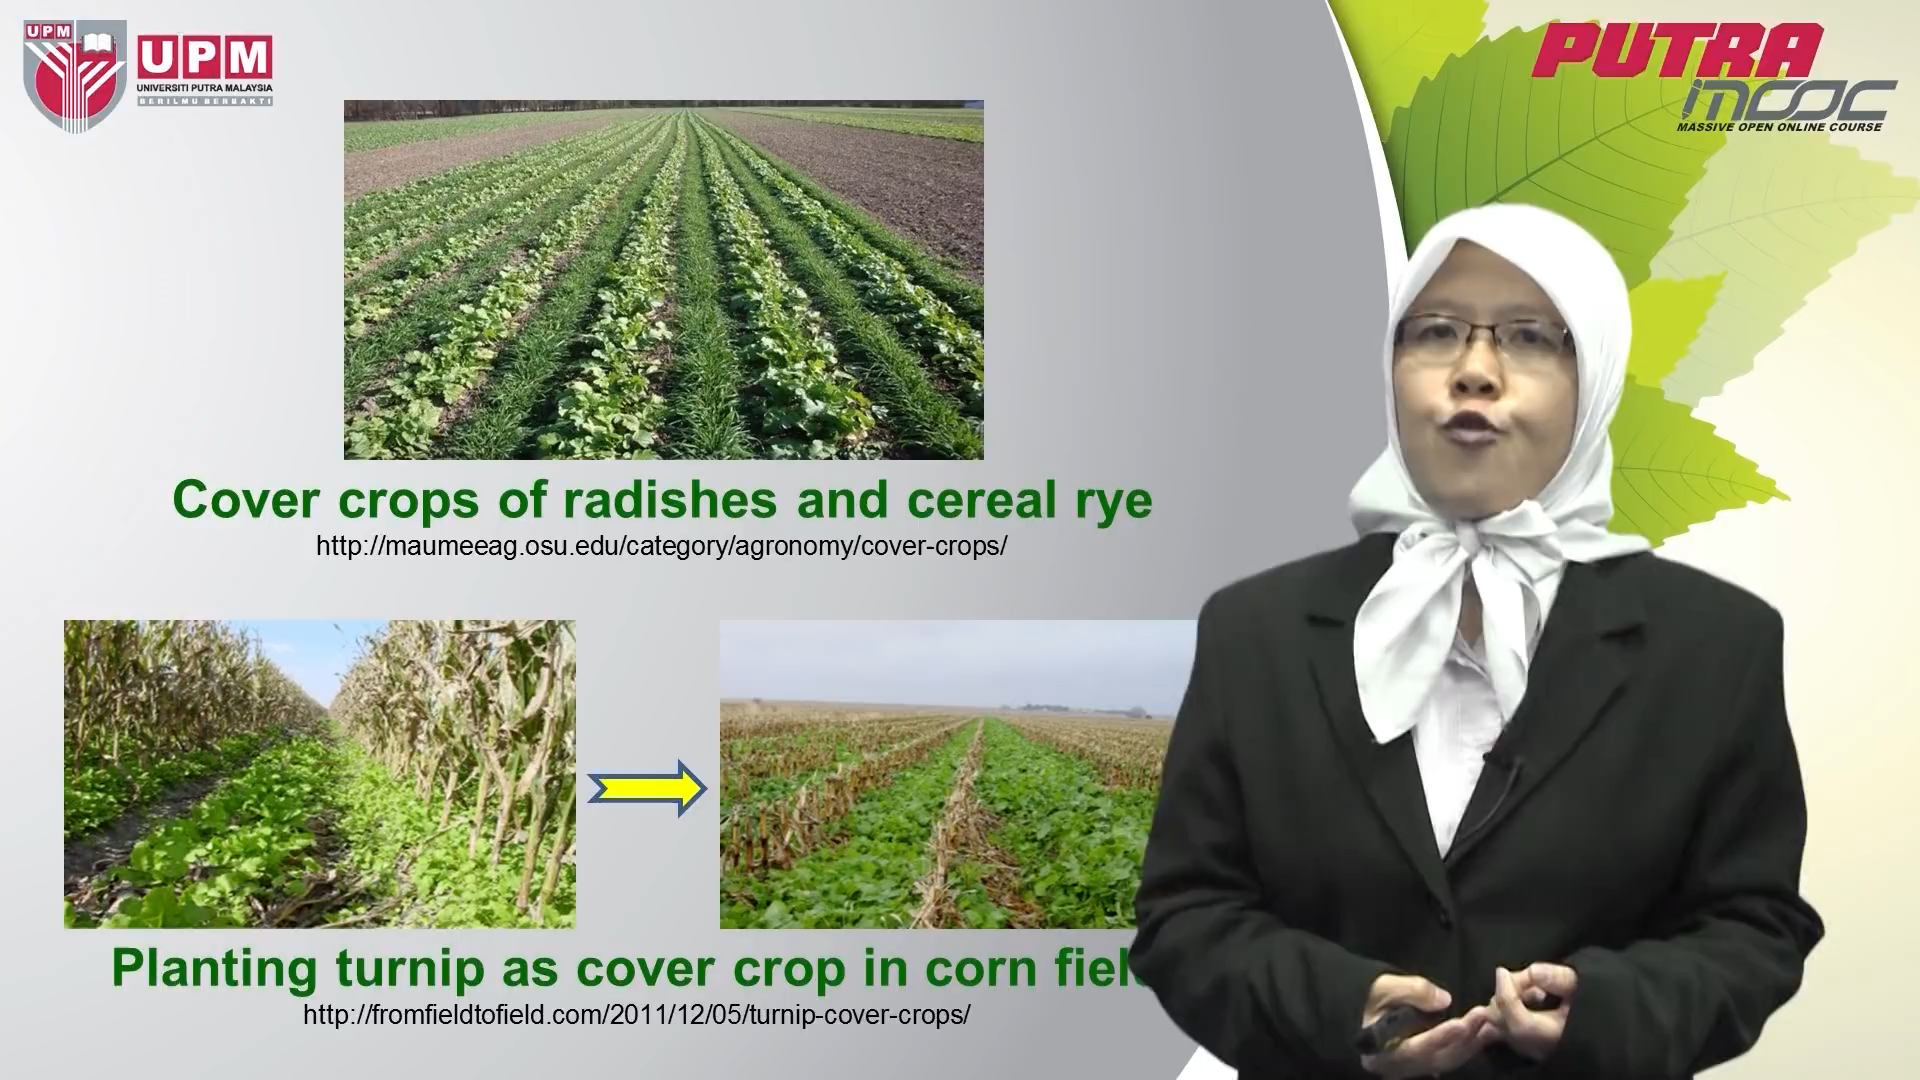 UPM
UPM
UNIVERSITI PUTRA MALAYSIA
BERILMU BERBAKTI
PUTRA
mooc
MASSIVE OPEN ONLINE COURSE
Cover crops of radishes and cereal rye
http://maumeeag.osu.edu/category/agronomy/cover-crops/
Planting turnip as cover crop in corn fiel
http://fromfieldtofield.com/2011/12/05/turnip-cover-crops/